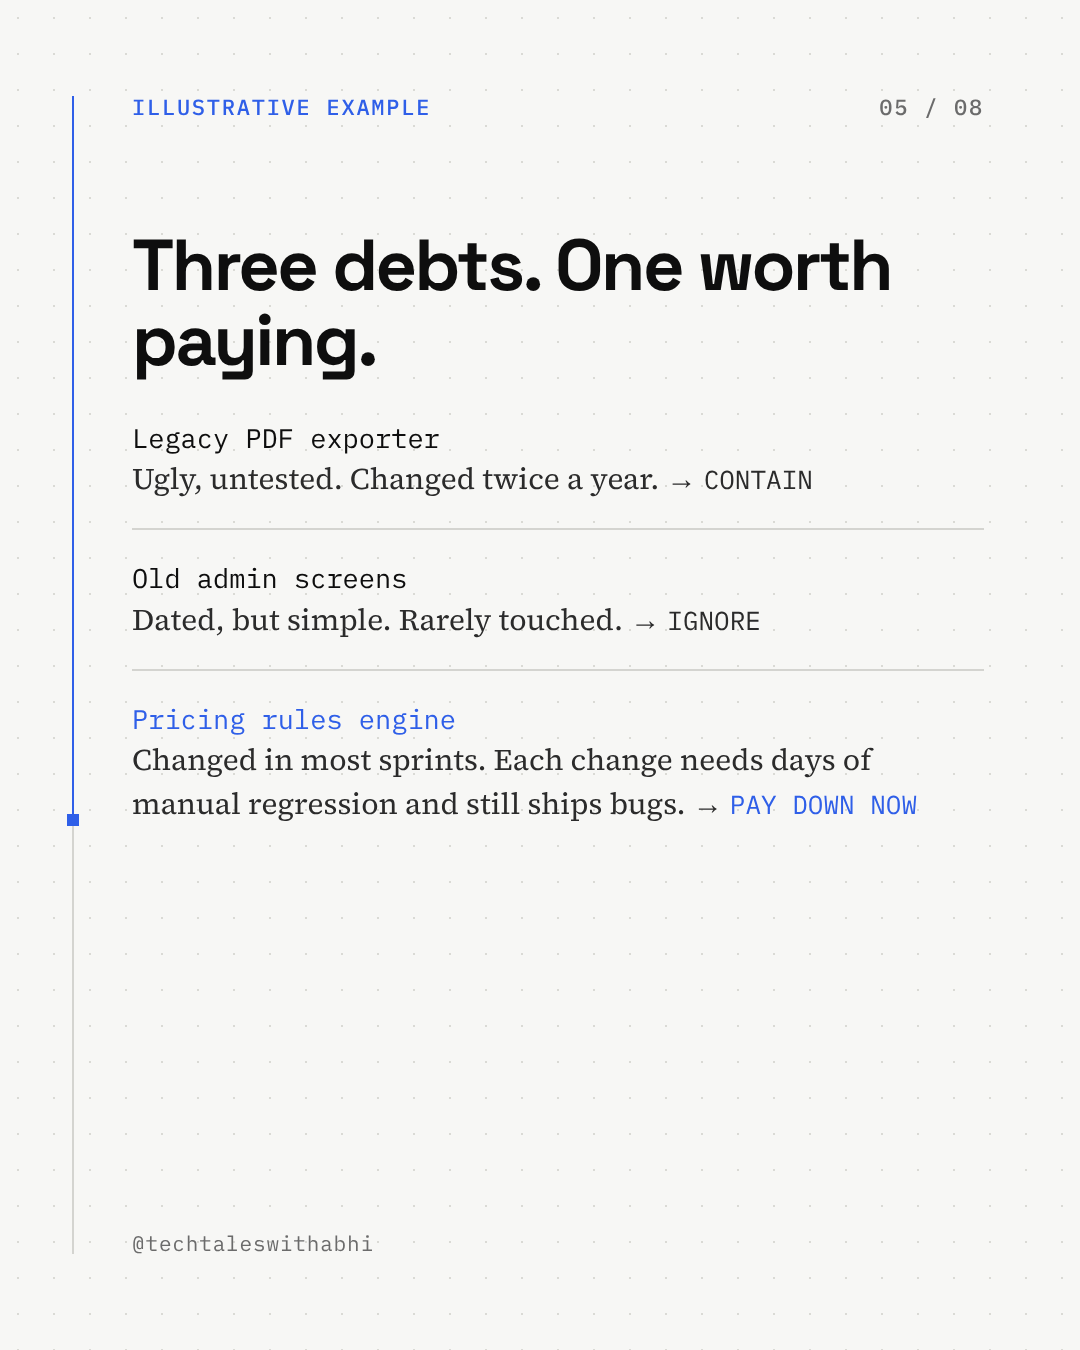 ILLUSTRATIVE EXAMPLE
05 / 08
Three debts. One worth
paying.
Legacy PDF exporter
Ugly, untested. Changed twice a year. → CONTAIN
Old admin screens
Dated, but simple. Rarely touched. → IGNORE
Pricing rules engine
Changed in most sprints. Each change needs days of
manual regression and still ships bugs. → PAY DOWN NOW
@techtaleswithabhi